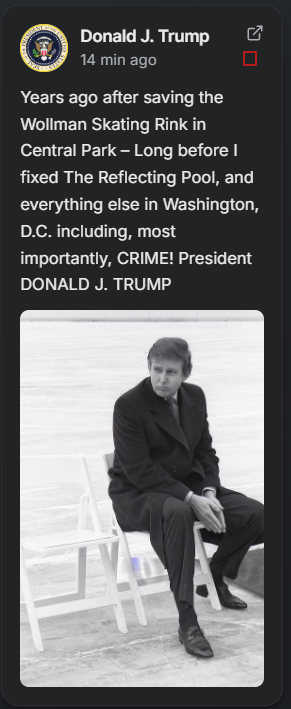 Donald J. Trump
14 min ago
Years ago after saving the
Wollman Skating Rink in
Central Park – Long before I
fixed The Reflecting Pool, and
everything else in Washington,
D.C. including, most
importantly, CRIME! President
DONALD J. TRUMP